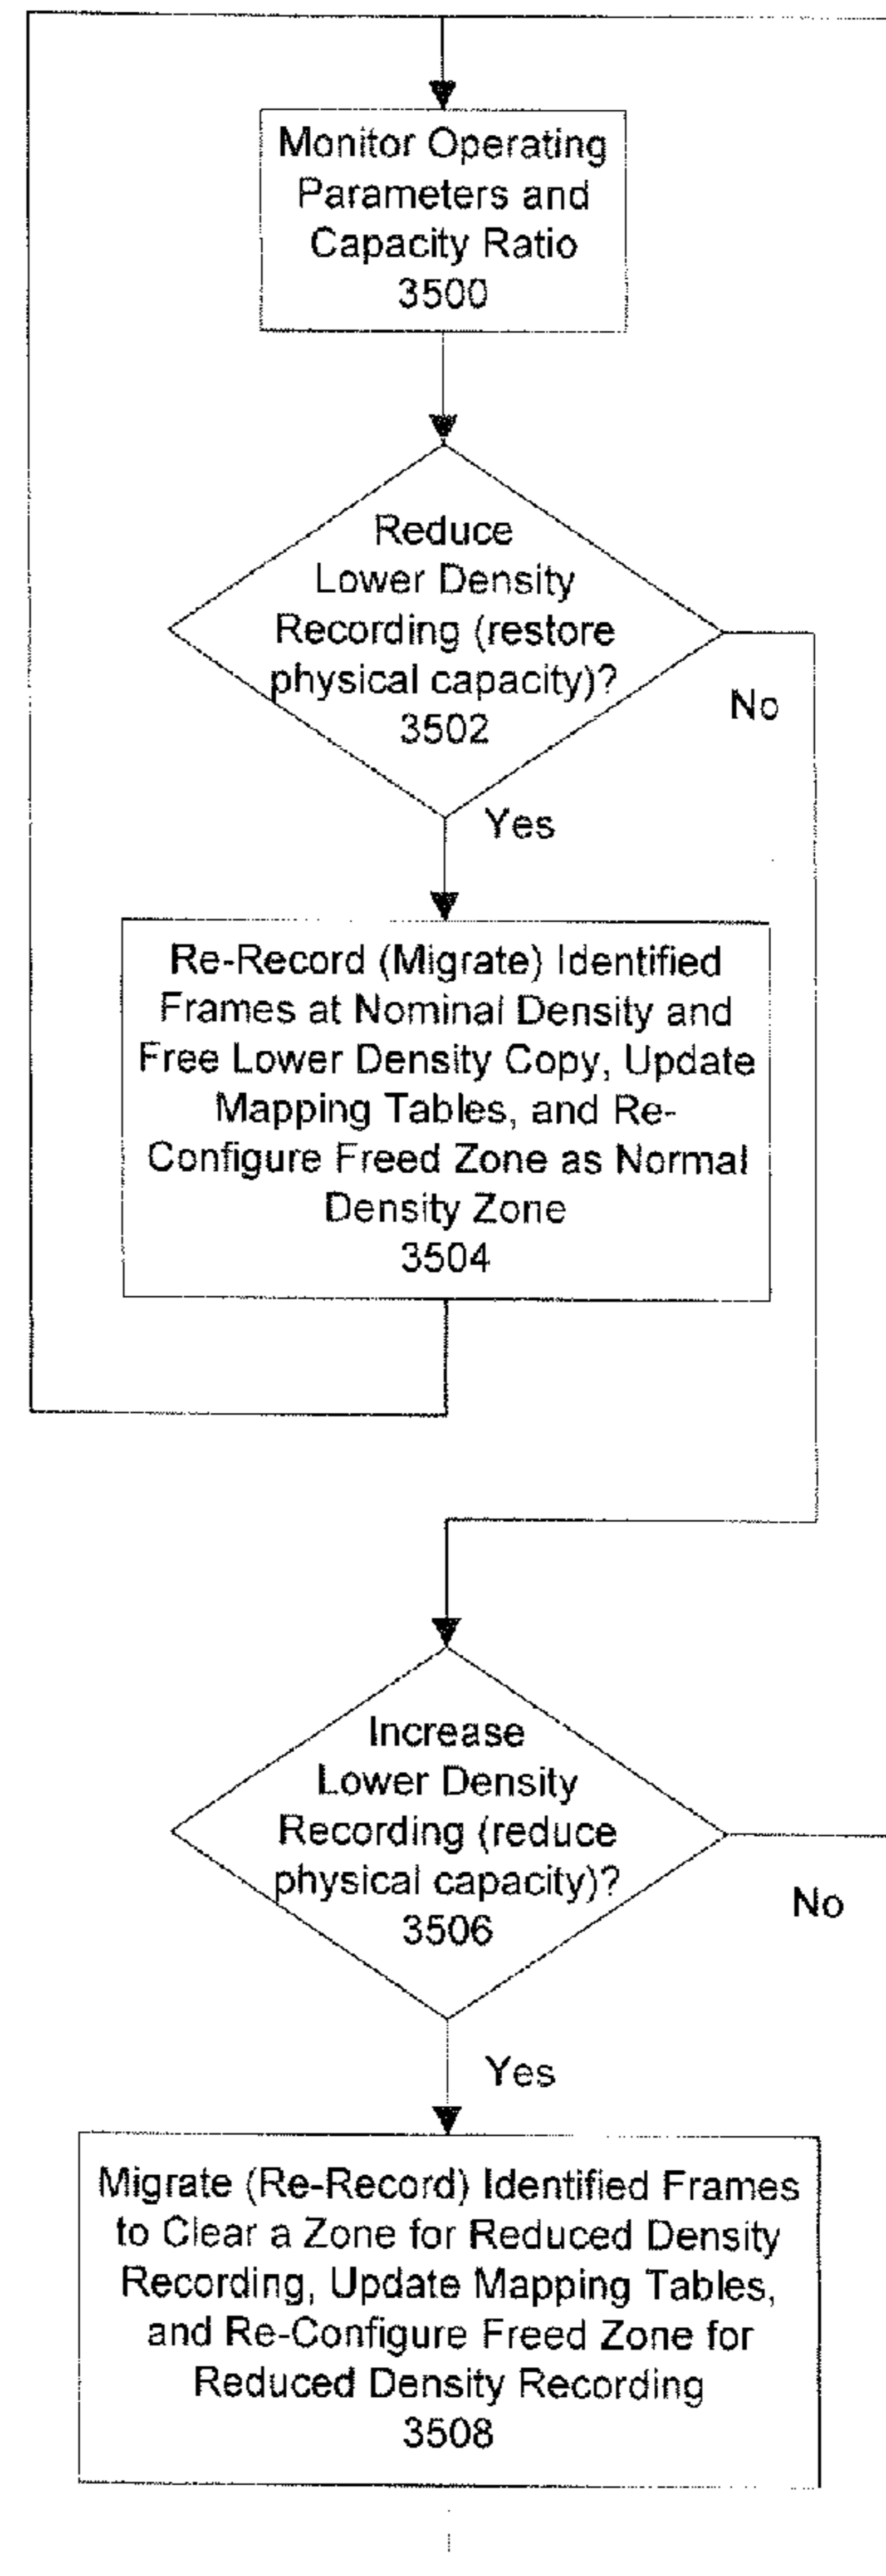 Monitor Operating
Parameters and
Capacity Ratio
3500
Reduce
Lower Density
Recording (restore
physical capacity)?
3502
No
Yes
Re-Record (Migrate) Identified
Frames at Nominal Density and
Free Lower Density Copy, Update
Mapping Tables, and Re-
Configure Freed Zone as Normal
Density Zone
3504
Increase
Lower Density
Recording (reduce
physical capacity)?
3506
No
Yes
Migrate (Re-Record) Identified Frames
to Clear a Zone for Reduced Density
Recording, Update Mapping Tables,
and Re-Configure Freed Zone for
Reduced Density Recording
3508